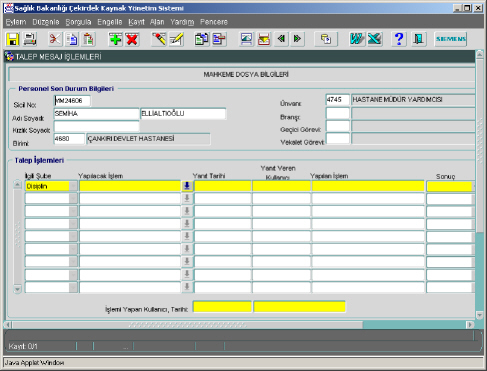 Sağlık Bakanlığı Çekirdek Kaynak Yönetim Sistemi
Eylem Düzenle Sorgula Engelle Kayıt Alan Yardım Pencere
SIEMENS
TALEP MESAJ İŞLEMLERİ
MAHKEME DOSYA BİLGİLERİ
Personel Son Durum Bilgileri
Sicil No: MM24606
Ünvanı: 4745 HASTANE MÜDÜR YARDIMCISI
Adı Soyadı: SEMİHA ELLİALTIOĞLU
Branşı:
Kızlık Soyadı:
Geçici Görevi:
Birimi: 4680 ÇANKIRI DEVLET HASTANESİ
Vekalet Görevi:
Talep İşlemleri
İlgili Şube Yapılacak İşlem Yanıt Tarihi Yanıt Veren Kullanıcı Yapılan İşlem Sonuç
Disiplin
İşlemi Yapan Kullanıcı, Tarihi:
Kayıt: 0/1 ...
Java Applet Window